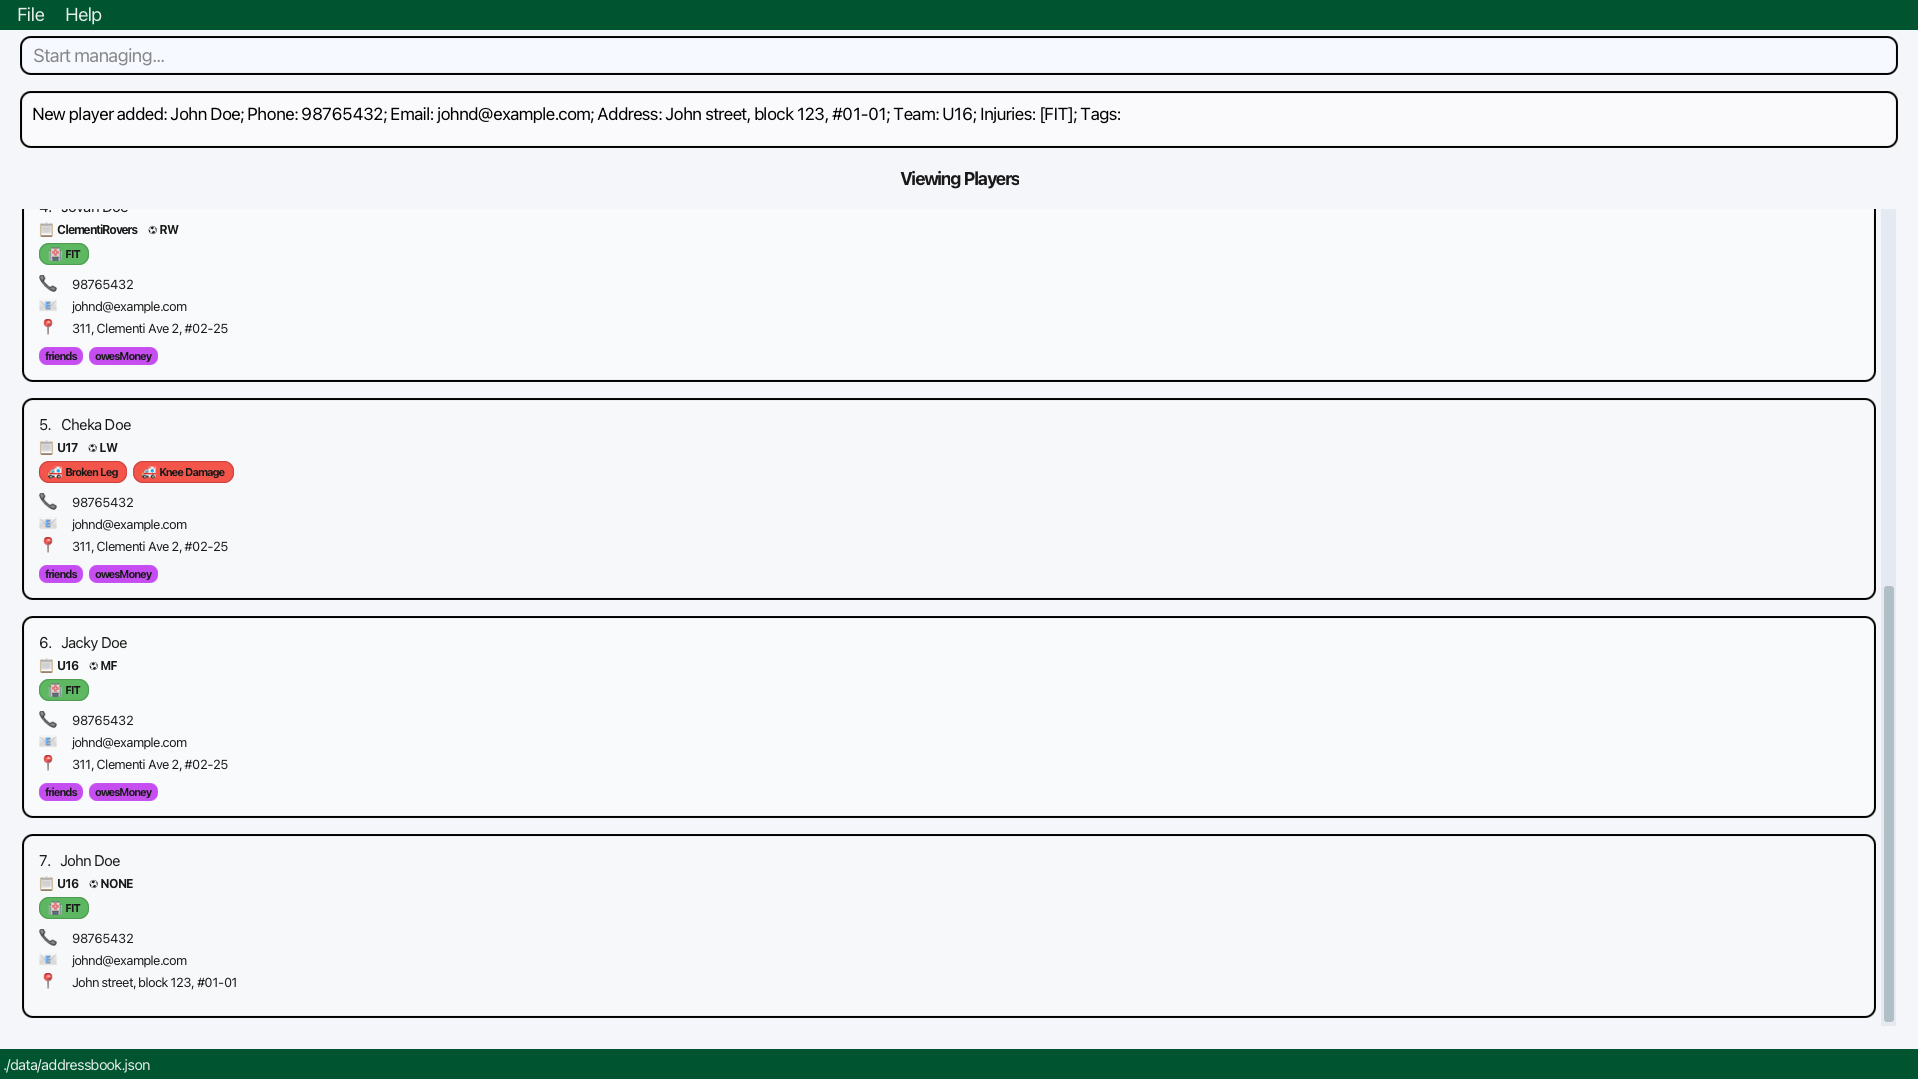 File Help
Start managing...
New player added: John Doe; Phone: 98765432; Email: johnd@example.com; Address: John street, block 123, #01-01; Team: U16; Injuries: [FIT]; Tags:
Viewing Players
4. Jovan Doe
ClementiRovers RW
FIT
98765432
johnd@example.com
311, Clementi Ave 2, #02-25
friends owesMoney
5. Cheka Doe
U17 LW
Broken Leg Knee Damage
98765432
johnd@example.com
311, Clementi Ave 2, #02-25
friends owesMoney
6. Jacky Doe
U16 MF
FIT
98765432
johnd@example.com
311, Clementi Ave 2, #02-25
friends owesMoney
7. John Doe
U16 NONE
FIT
98765432
johnd@example.com
John street, block 123, #01-01
./data/addressbook.json